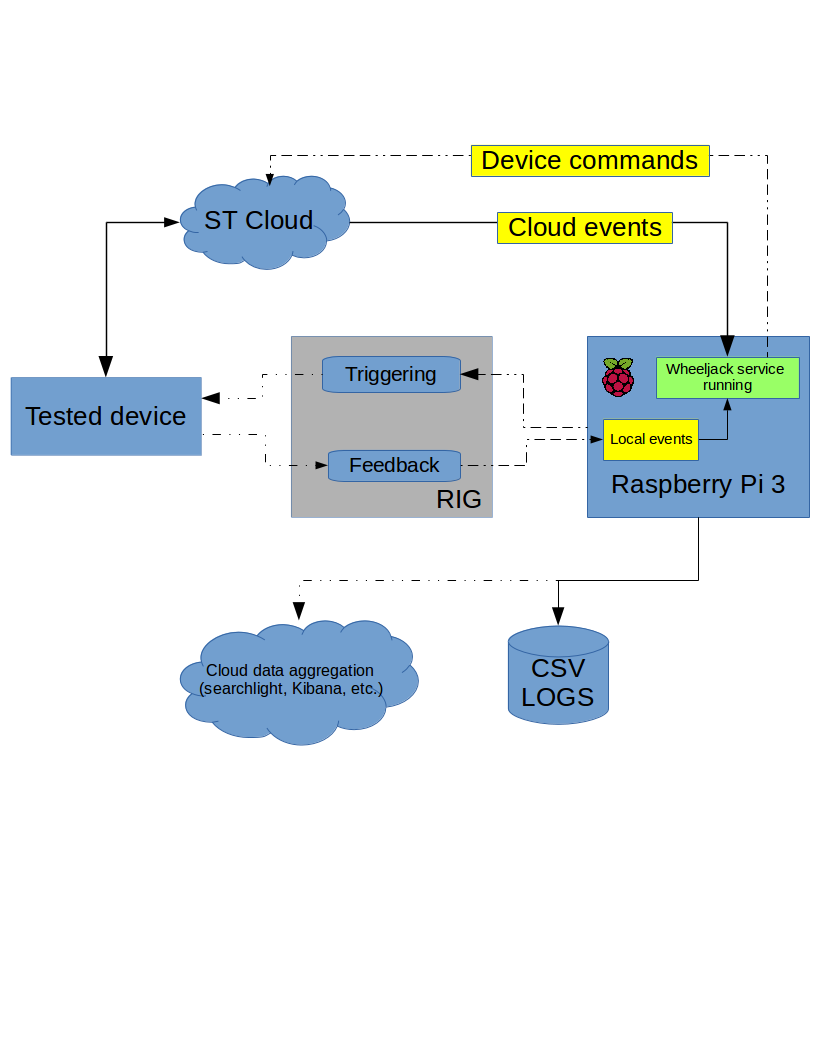 Device commands
ST Cloud
Cloud events
Triggering
Wheeljack service
running
Tested device
Local events
Feedback
Raspberry Pi 3
RIG
Cloud data aggregation
(searchlight, Kibana, etc.)
CSV
LOGS